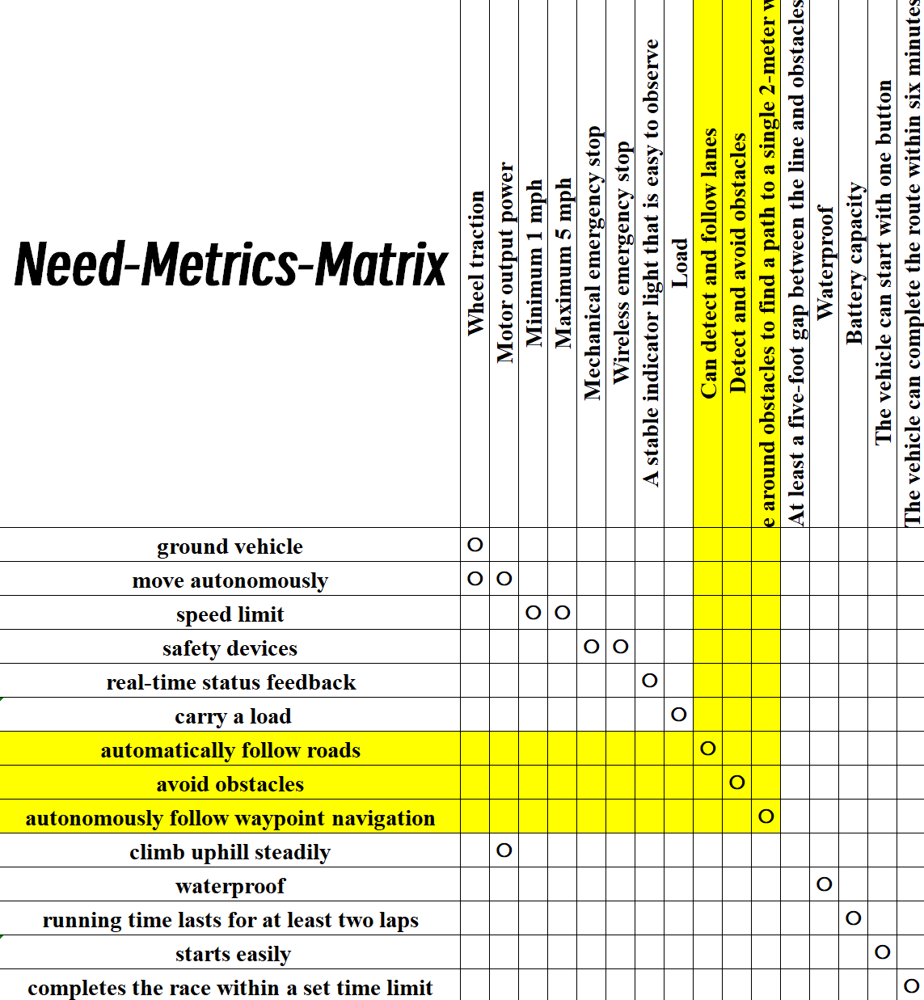 Need-Metrics-Matrix
Wheel traction
Motor output power
Minimum 1 mph
Maximum 5 mph
Mechanical emergency stop
Wireless emergency stop
A stable indicator light that is easy to observe
Load
Can detect and follow lanes
Detect and avoid obstacles
around obstacles to find a path to a single 2-meter
At least a five-foot gap between the line and obstacles
Waterproof
Battery capacity
The vehicle can start with one button
The vehicle can complete the route within six minutes
ground vehicle O
move autonomously O O
speed limit O O
safety devices O O
real-time status feedback O
carry a load O
automatically follow roads O
avoid obstacles O
autonomously follow waypoint navigation O
climb uphill steadily O
waterproof O
running time lasts for at least two laps O
starts easily O
completes the race within a set time limit O